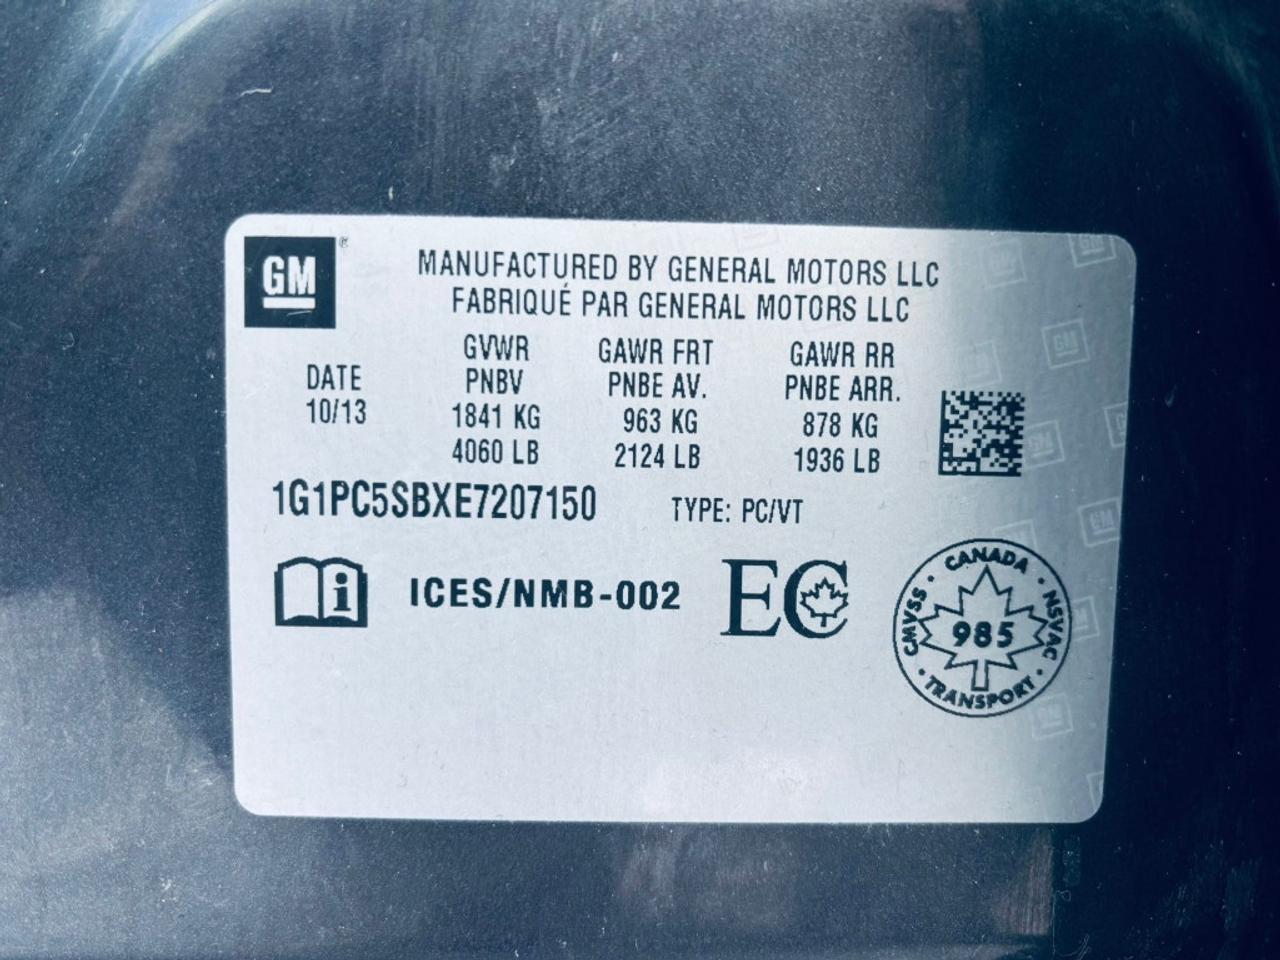 GM ®
MANUFACTURED BY GENERAL MOTORS LLC
FABRIQUÉ PAR GENERAL MOTORS LLC
DATE
10/13
GVWR
PNBV
1841 KG
4060 LB
GAWR FRT
PNBE AV.
963 KG
2124 LB
GAWR RR
PNBE ARR.
878 KG
1936 LB
1G1PC5SBXE7207150 TYPE: PC/VT
i ICES/NMB-002 EC
CANADA
CMVSS · 985 · NSVAC
TRANSPORT